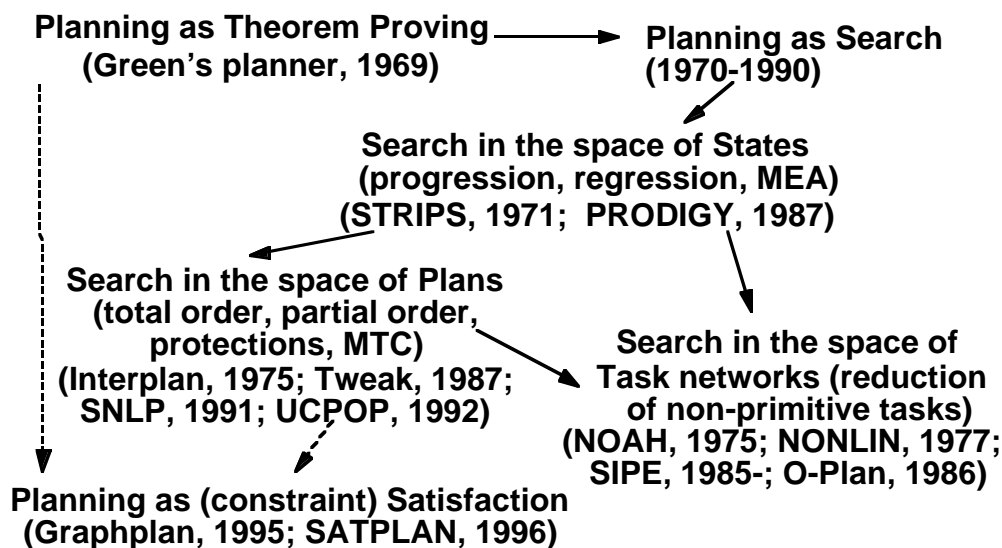 Planning as Theorem Proving
(Green's planner, 1969)
Planning as Search
(1970-1990)
Search in the space of States
(progression, regression, MEA)
(STRIPS, 1971; PRODIGY, 1987)
Search in the space of Plans
(total order, partial order,
protections, MTC)
(Interplan, 1975; Tweak, 1987;
SNLP, 1991; UCPOP, 1992)
Search in the space of
Task networks (reduction
of non-primitive tasks)
(NOAH, 1975; NONLIN, 1977;
SIPE, 1985-; O-Plan, 1986)
Planning as (constraint) Satisfaction
(Graphplan, 1995; SATPLAN, 1996)